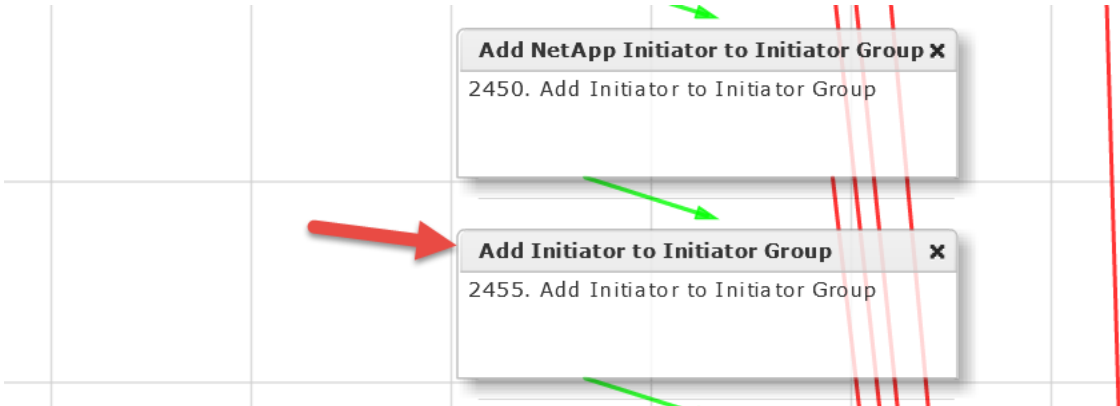 Add NetApp Initiator to Initiator Group ×
2450. Add Initiator to Initiator Group
Add Initiator to Initiator Group ×
2455. Add Initiator to Initiator Group